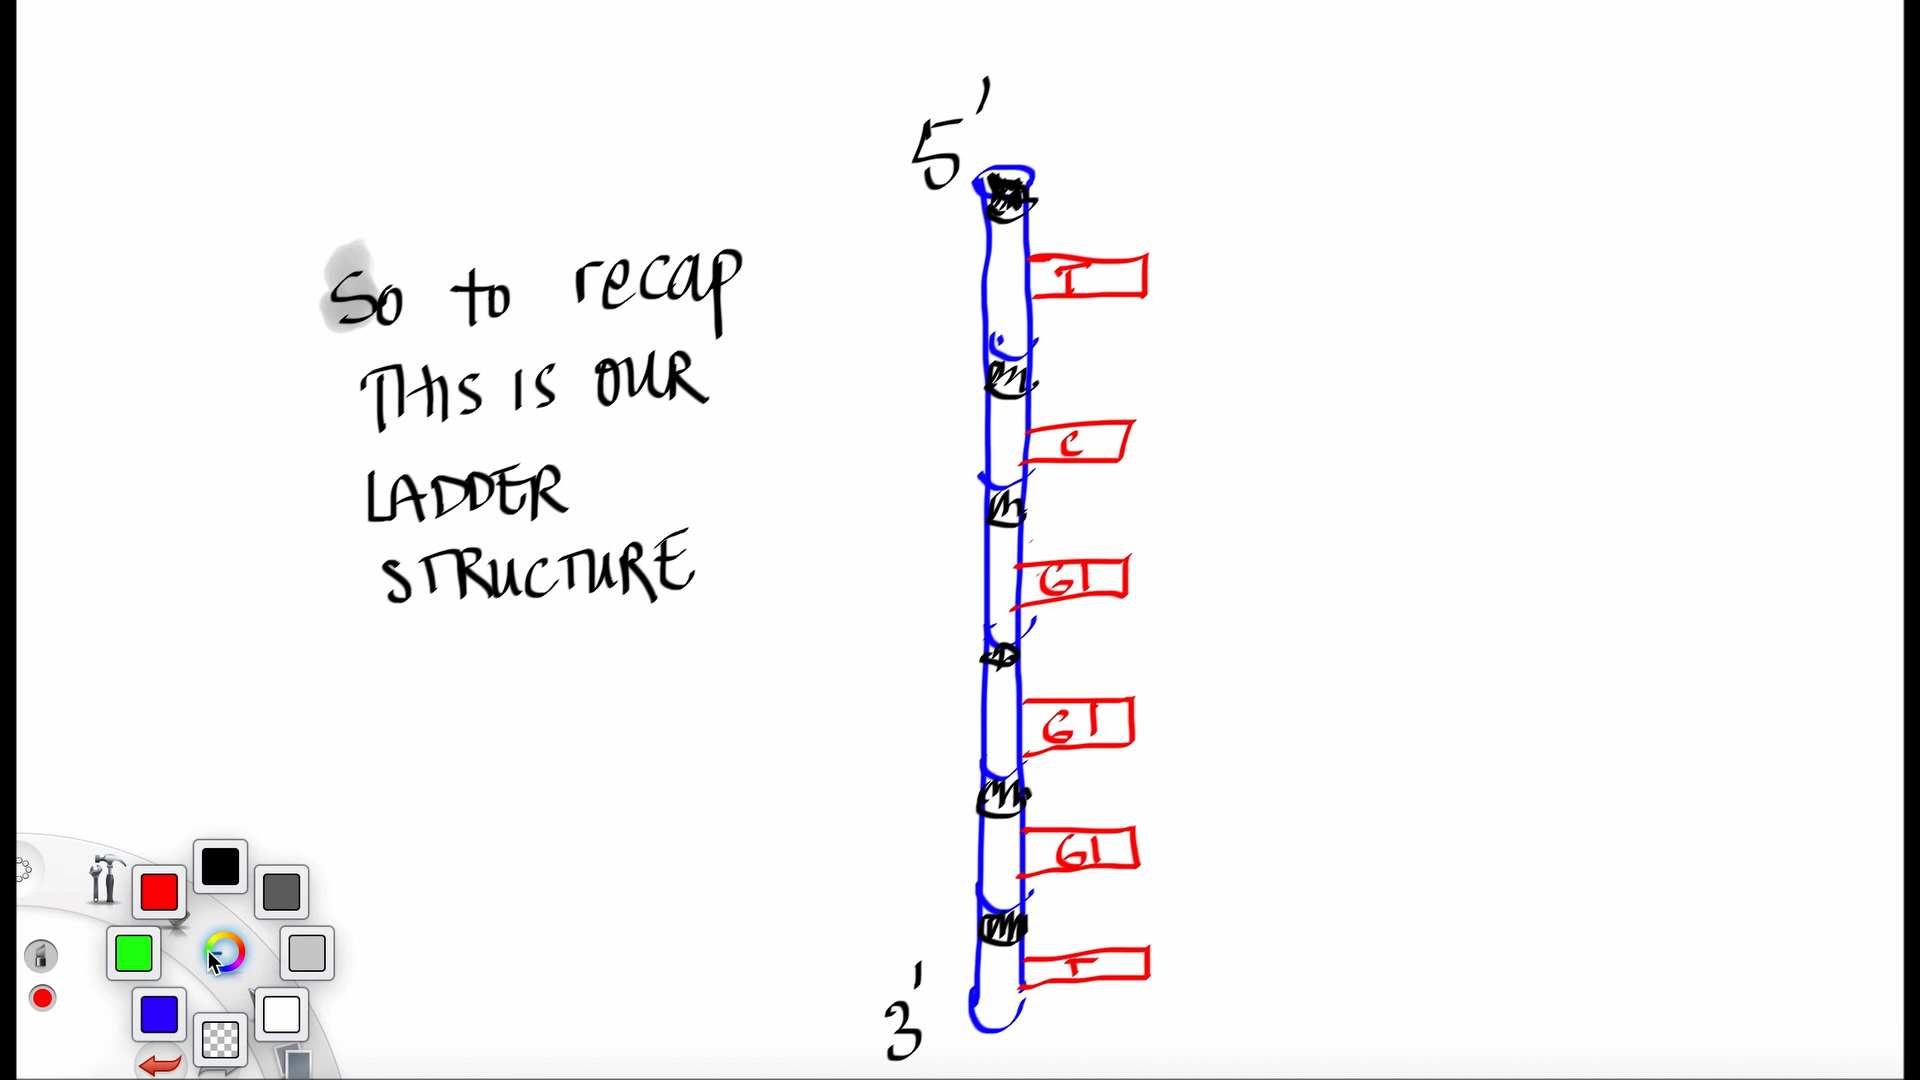 5'
So to recap
THIS IS OUR
LADDER
STRUCTURE
T
C
G
G
G
T
3'